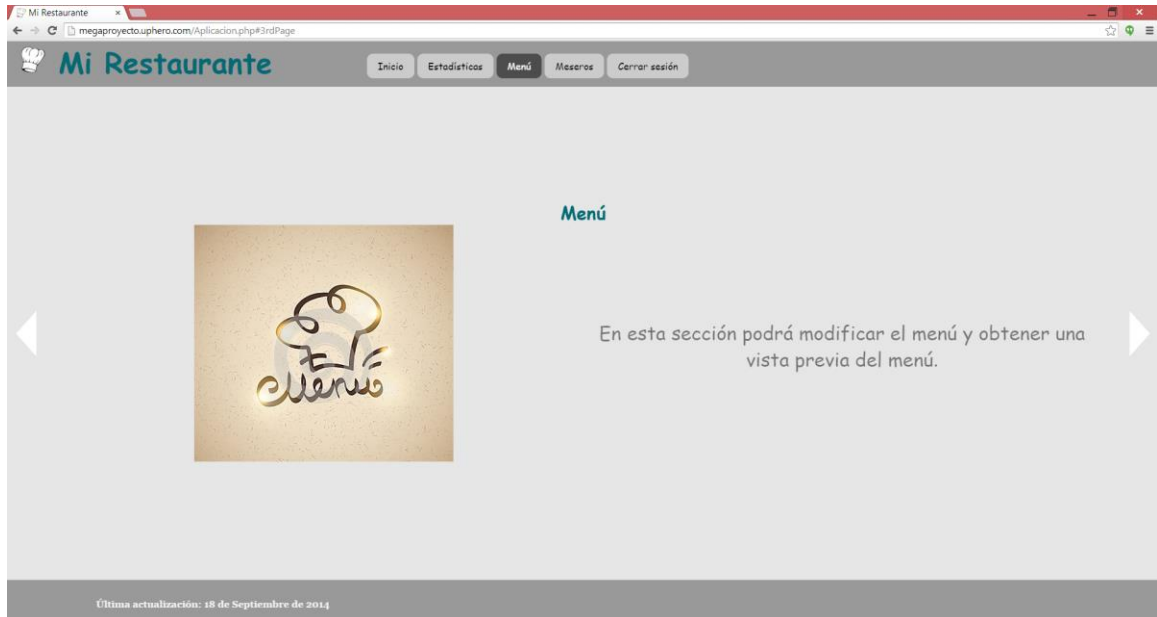 Mi Restaurante
megaproyecto.uphero.com/Aplicacion.php#3rdPage
Mi Restaurante
Inicio
Estadísticas
Menú
Meseros
Cerrar sesión
Menú
Menú
En esta sección podrá modificar el menú y obtener una
vista previa del menú.
Última actualización: 18 de Septiembre de 2014